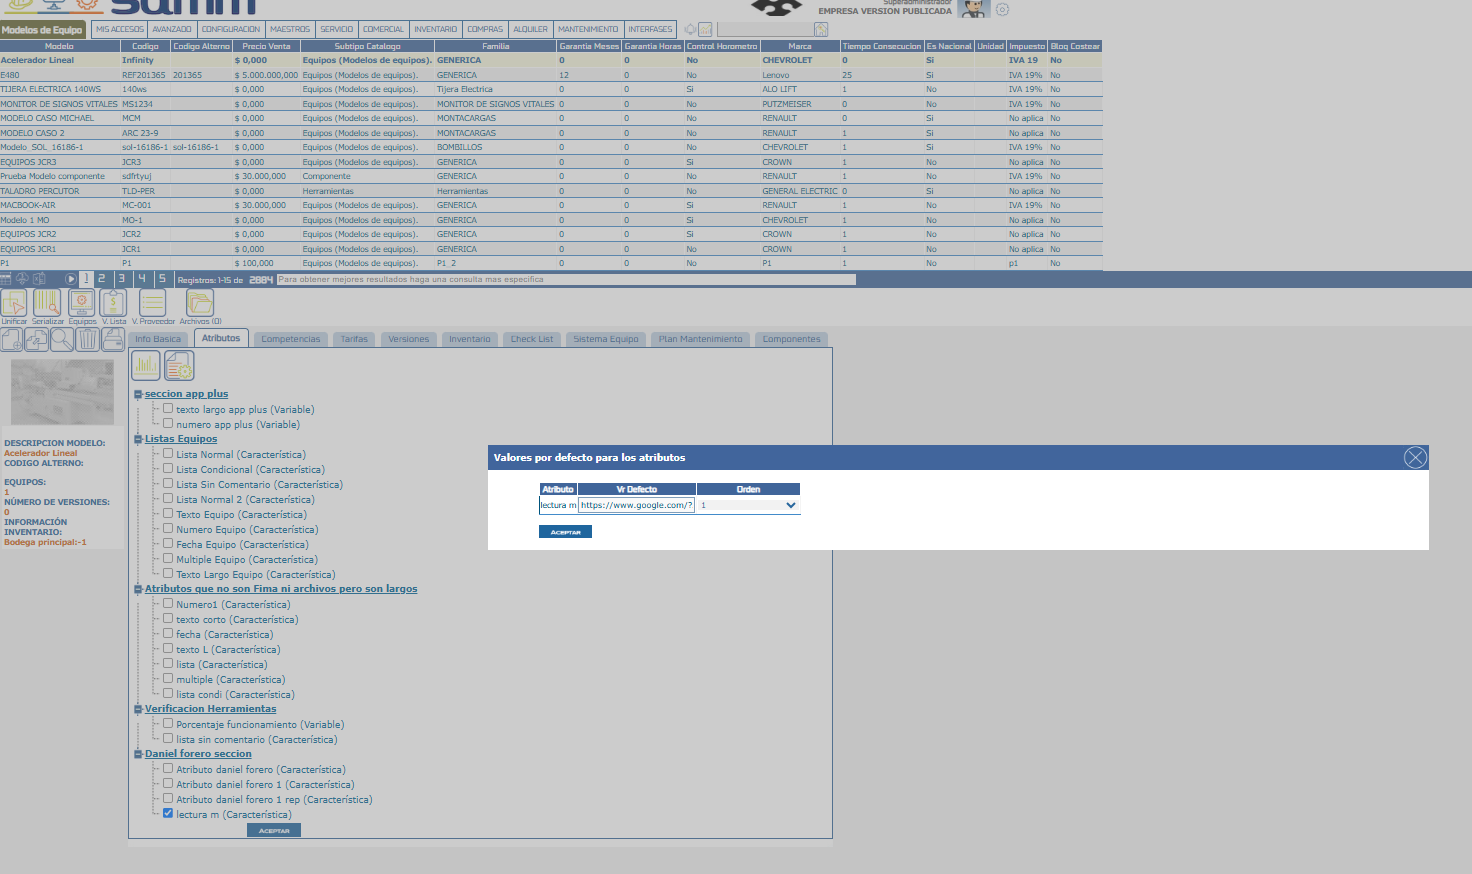 samm
Superadministrador
EMPRESA VERSION PUBLICADA
Modelos de Equipo MIS ACCESOS AVANZADO CONFIGURACION MAESTROS SERVICIO COMERCIAL INVENTARIO COMPRAS ALQUILER MANTENIMIENTO INTERFASES
Modelo Codigo Codigo Alterno Precio Venta Subtipo Catalogo Familia Garantia Meses Garantia Horas Control Horometro Marca Tiempo Consecucion Es Nacional Unidad Impuesto Bloq Costear
Acelerador Lineal Infinity $ 0,000 Equipos (Modelos de equipos). GENERICA 0 0 No CHEVROLET 0 Si IVA 19 No
E480 REF201365 201365 $ 5.000.000,000 Equipos (Modelos de equipos). GENERICA 12 0 No Lenovo 25 Si IVA 19% No
TIJERA ELECTRICA 140WS 140ws $ 0,000 Equipos (Modelos de equipos). Tijera Electrica 0 0 Si ALO LIFT 1 No IVA 19% No
MONITOR DE SIGNOS VITALES MS1234 $ 0,000 Equipos (Modelos de equipos). MONITOR DE SIGNOS VITALES 0 0 No PUTZMEISER 0 No IVA 19% No
MODELO CASO MICHAEL MCM $ 0,000 Equipos (Modelos de equipos). MONTACARGAS 0 0 No RENAULT 0 Si No aplica No
MODELO CASO 2 ARC 23-9 $ 0,000 Equipos (Modelos de equipos). MONTACARGAS 0 0 No RENAULT 1 Si No aplica No
Modelo_SOL_16186-1 sol-16186-1 sol-16186-1 $ 0,000 Equipos (Modelos de equipos). BOMBILLOS 0 0 No CHEVROLET 1 Si IVA 19% No
EQUIPOS JCR3 JCR3 $ 0,000 Equipos (Modelos de equipos). GENERICA 0 0 Si CROWN 1 No No aplica No
Prueba Modelo componente sdfrtyuj $ 30.000,000 Componente GENERICA 0 0 No RENAULT 1 No IVA 19% No
TALADRO PERCUTOR TLD-PER $ 0,000 Herramientas Herramientas 0 0 No GENERAL ELECTRIC 0 Si No aplica No
MACBOOK-AIR MC-001 $ 30.000,000 Equipos (Modelos de equipos). GENERICA 0 0 Si RENAULT 1 No IVA 19% No
Modelo 1 MO MO-1 $ 0,000 Equipos (Modelos de equipos). GENERICA 0 0 Si CHEVROLET 1 No No aplica No
EQUIPOS JCR2 JCR2 $ 0,000 Equipos (Modelos de equipos). GENERICA 0 0 Si CROWN 1 No No aplica No
EQUIPOS JCR1 JCR1 $ 0,000 Equipos (Modelos de equipos). GENERICA 0 0 No CROWN 1 No No aplica No
P1 P1 $ 100,000 Equipos (Modelos de equipos). P1_2 0 0 No P1 1 No p1 No
1 2 3 4 5 Registros: 1-15 de 2884 Para obtener mejores resultados haga una consulta mas especifica
Unificar Serializar Equipos V. Lista V. Proveedor Archivos (0)
Info Basica Atributos Competencias Tarifas Versiones Inventario Check List Sistema Equipo Plan Mantenimiento Componentes
DESCRIPCION MODELO:
Acelerador Lineal
CODIGO ALTERNO:
EQUIPOS:
1
NÚMERO DE VERSIONES:
0
INFORMACIÓN
INVENTARIO:
Bodega principal:-1
seccion app plus
texto largo app plus (Variable)
numero app plus (Variable)
Listas Equipos
Lista Normal (Característica)
Lista Condicional (Característica)
Lista Sin Comentario (Característica)
Lista Normal 2 (Característica)
Texto Equipo (Característica)
Numero Equipo (Característica)
Fecha Equipo (Característica)
Multiple Equipo (Característica)
Texto Largo Equipo (Característica)
Atributos que no son Fima ni archivos pero son largos
Numero1 (Característica)
texto corto (Característica)
fecha (Característica)
texto L (Característica)
lista (Característica)
multiple (Característica)
lista condi (Característica)
Verificacion Herramientas
Porcentaje funcionamiento (Variable)
lista sin comentario (Característica)
Daniel forero seccion
Atributo daniel forero (Característica)
Atributo daniel forero 1 (Característica)
Atributo daniel forero 1 rep (Característica)
lectura m (Característica)
ACEPTAR
Valores por defecto para los atributos
Atributo Vr Defecto Orden
lectura m https://www.google.com/? 1
ACEPTAR